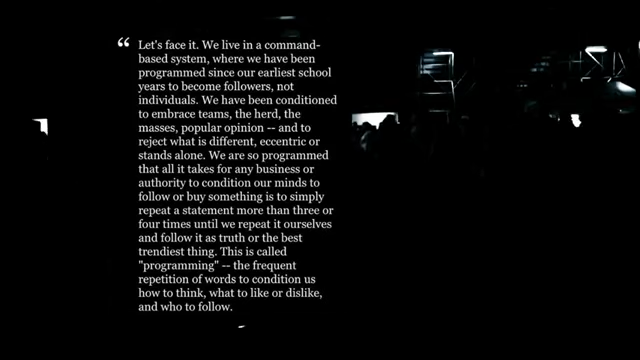 “ Let's face it. We live in a command-
based system, where we have been
programmed since our earliest school
years to become followers, not
individuals. We have been conditioned
to embrace teams, the herd, the
masses, popular opinion -- and to
reject what is different, eccentric or
stands alone. We are so programmed
that all it takes for any business or
authority to condition our minds to
follow or buy something is to simply
repeat a statement more than three or
four times until we repeat it ourselves
and follow it as truth or the best
trendiest thing. This is called
"programming" -- the frequent
repetition of words to condition us
how to think, what to like or dislike,
and who to follow.